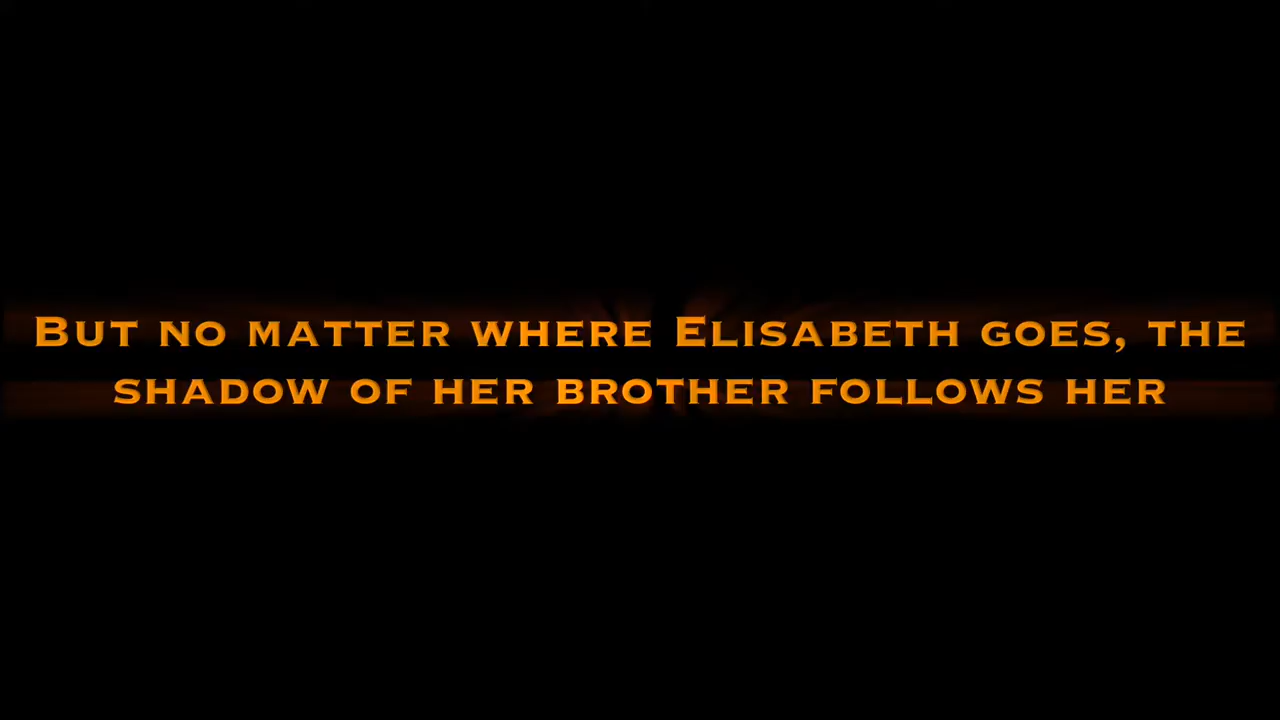 But no matter where Elisabeth goes, the
shadow of her brother follows her